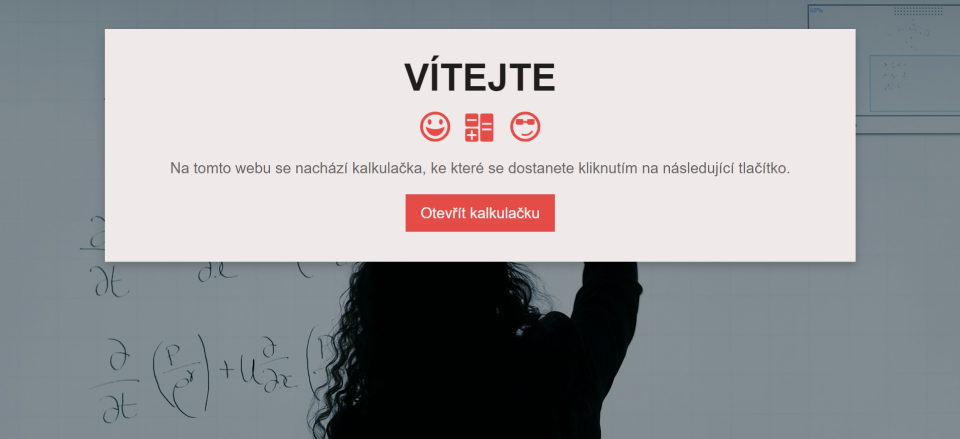 VÍTEJTE
Na tomto webu se nachází kalkulačka, ke které se dostanete kliknutím na následující tlačítko.
Otevřít kalkulačku
∂
∂t
∂ (P
∂t (ρ^γ) + u ∂
∂x